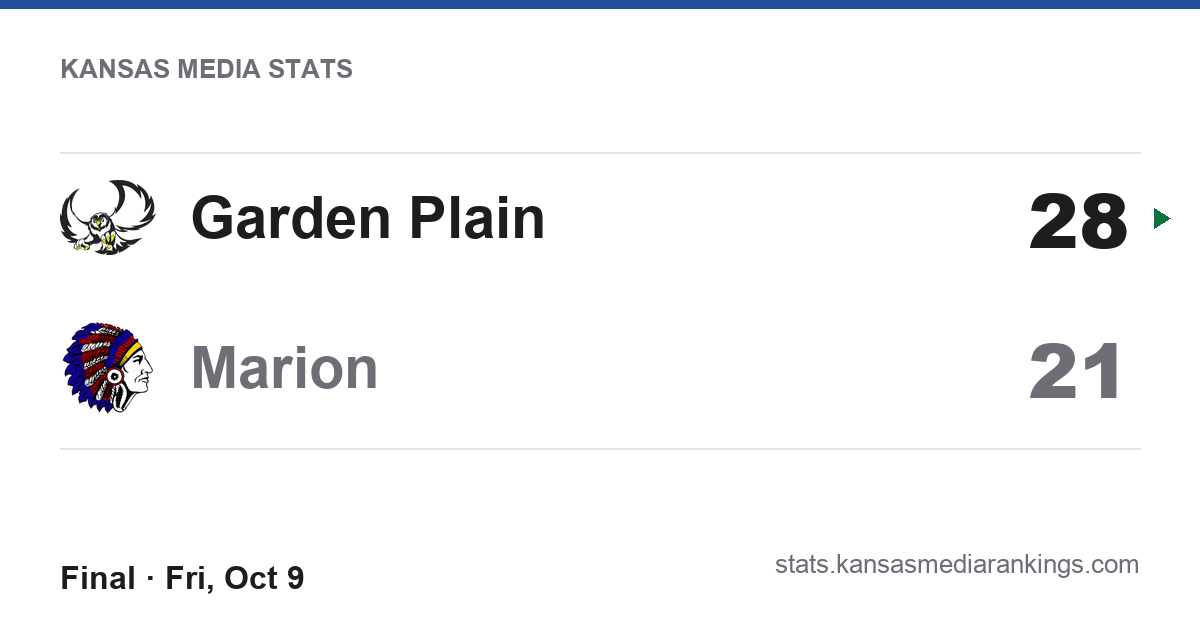 KANSAS MEDIA STATS
Garden Plain 28
Marion 21
Final · Fri, Oct 9
stats.kansasmediarankings.com